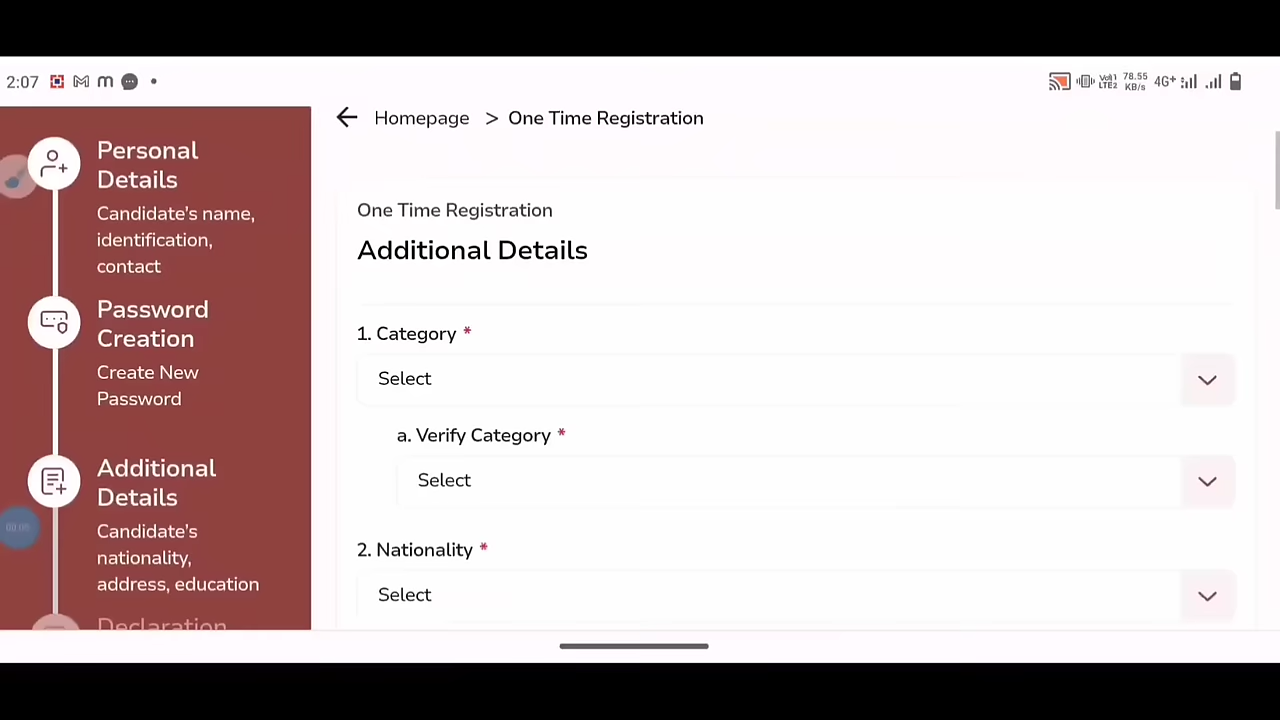 2:07
Vol1 LTE2
78.55 KB/s
4G+
Homepage > One Time Registration
Personal
Details
Candidate's name,
identification,
contact
Password
Creation
Create New
Password
Additional
Details
Candidate's
nationality,
address, education
Declaration
One Time Registration
Additional Details
1. Category *
Select
a. Verify Category *
Select
2. Nationality *
Select